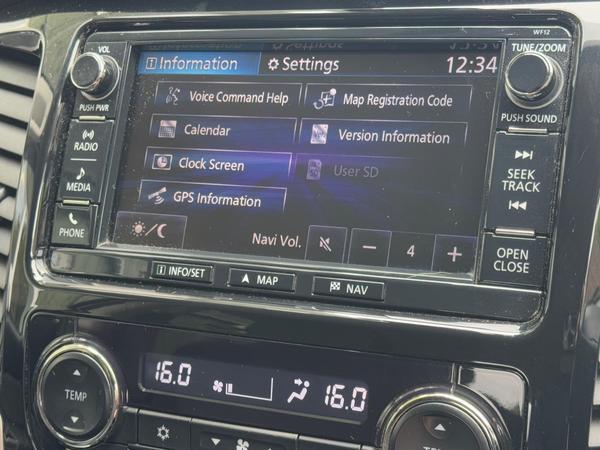 WF12
VOL
PUSH PWR
RADIO
MEDIA
PHONE
Information
Settings
12:34
Voice Command Help
Map Registration Code
Calendar
Version Information
Clock Screen
User SD
GPS Information
Navi Vol.
4
TUNE/ZOOM
PUSH SOUND
SEEK
TRACK
OPEN
CLOSE
INFO/SET
MAP
NAV
16.0
16.0
TEMP
TE